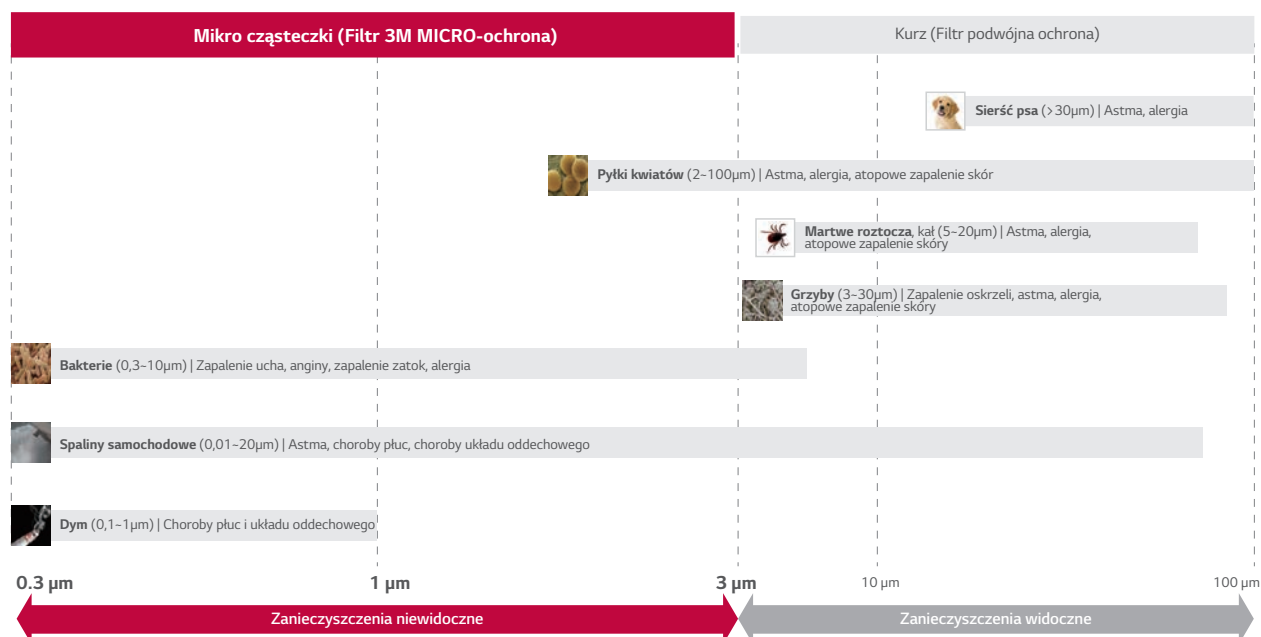 Mikro cząsteczki (Filtr 3M MICRO-ochrona)
Kurz (Filtr podwójna ochrona)
Sierść psa (>30μm) | Astma, alergia
Pyłki kwiatów (2~100μm) | Astma, alergia, atopowe zapalenie skór
Martwe roztocza, kał (5~20μm) | Astma, alergia,
atopowe zapalenie skóry
Grzyby (3~30μm) | Zapalenie oskrzeli, astma, alergia,
atopowe zapalenie skóry
Bakterie (0,3~10μm) | Zapalenie ucha, anginy, zapalenie zatok, alergia
Spaliny samochodowe (0,01~20μm) | Astma, choroby płuc, choroby układu oddechowego
Dym (0,1~1μm) | Choroby płuc i układu oddechowego
0.3 μm
1 μm
3 μm
10 μm
100 μm
Zanieczyszczenia niewidoczne
Zanieczyszczenia widoczne